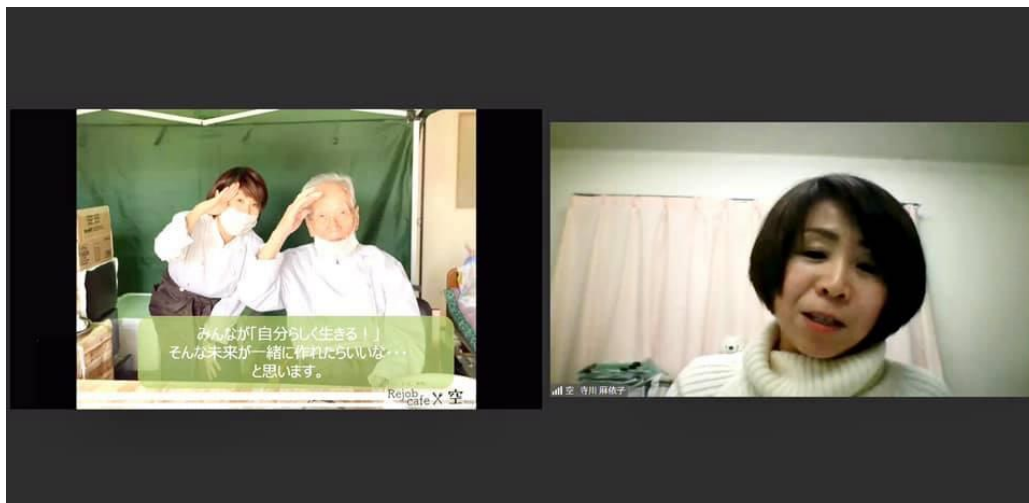 みんなが「自分らしく生きる！」
そんな未来が一緒に作れたらいいな・・・
と思います。
Rejob
cafe X 空
空 寺川 麻依子